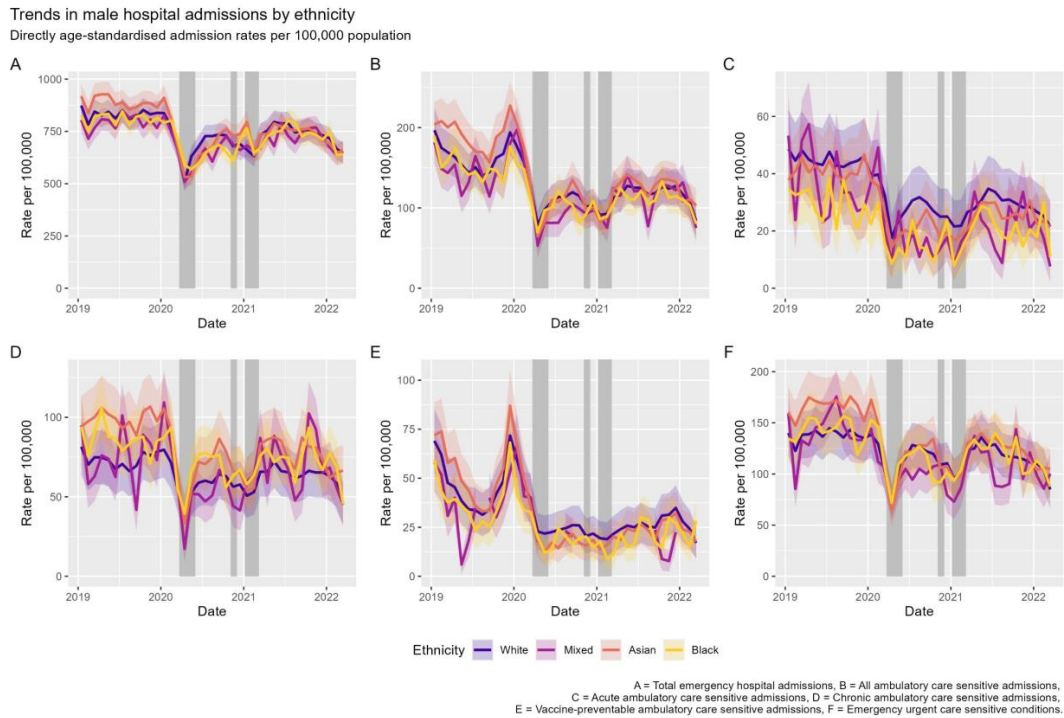 Trends in male hospital admissions by ethnicity
Directly age-standardised admission rates per 100,000 population
A
Rate per 100,000
1000
750
500
250
0
2019 2020 2021 2022
Date
B
Rate per 100,000
200
100
0
2019 2020 2021 2022
Date
C
Rate per 100,000
60
40
20
0
2019 2020 2021 2022
Date
D
Rate per 100,000
100
50
0
2019 2020 2021 2022
Date
E
Rate per 100,000
100
75
50
25
0
2019 2020 2021 2022
Date
F
Rate per 100,000
200
150
100
50
0
2019 2020 2021 2022
Date
Ethnicity White Mixed Asian Black
A = Total emergency hospital admissions, B = All ambulatory care sensitive admissions,
C = Acute ambulatory care sensitive admissions, D = Chronic ambulatory care sensitive admissions,
E = Vaccine-preventable ambulatory care sensitive admissions, F = Emergency urgent care sensitive conditions